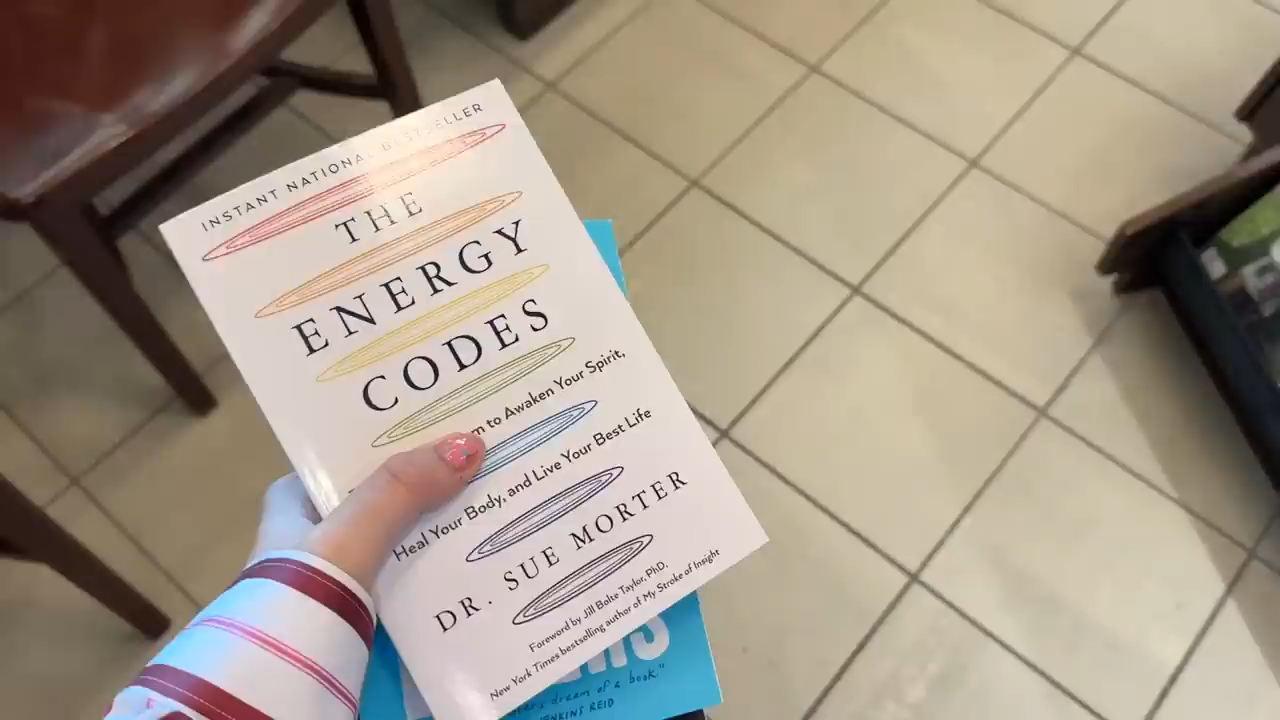 INSTANT NATIONAL BESTSELLER
THE
ENERGY
CODES
to Awaken Your Spirit,
Heal Your Body, and Live Your Best Life
DR. SUE MORTER
Foreword by Jill Bolte Taylor, PhD,
New York Times bestselling author of My Stroke of Insight
dream of a book."
JENKINS REID